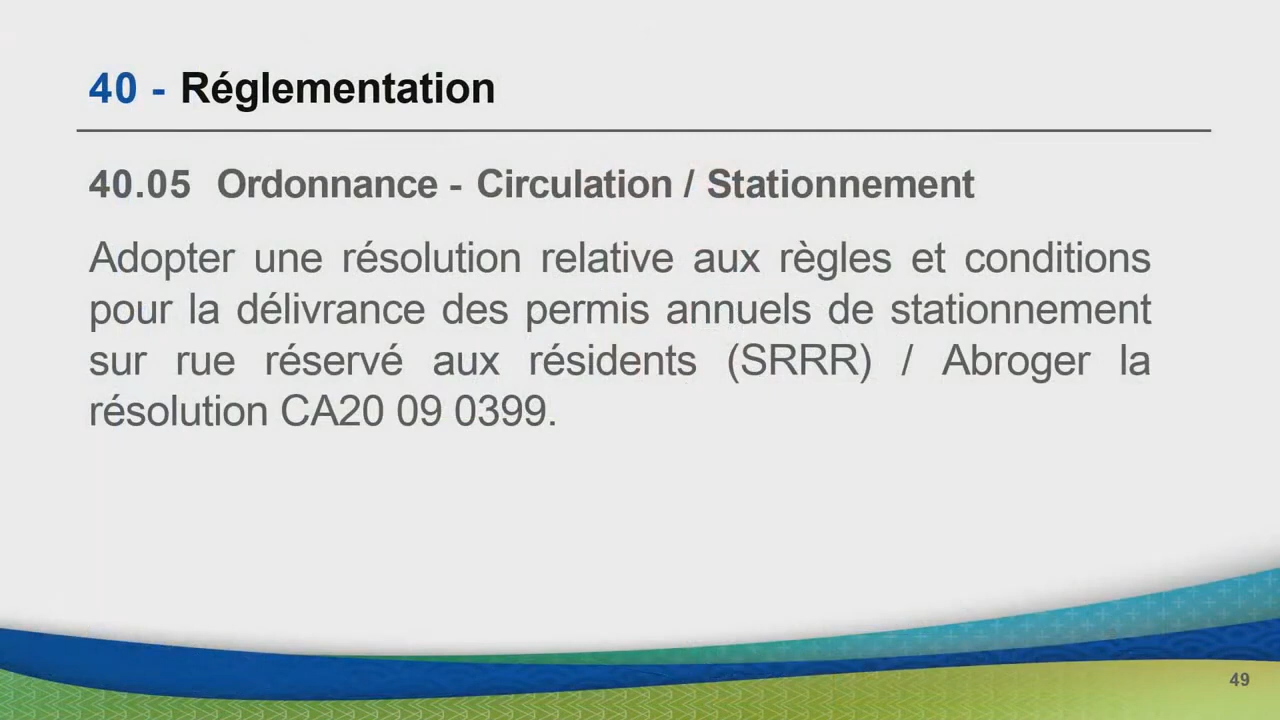 40 - Réglementation
40.05 Ordonnance - Circulation / Stationnement
Adopter une résolution relative aux règles et conditions
pour la délivrance des permis annuels de stationnement
sur rue réservé aux résidents (SRRR) / Abroger la
résolution CA20 09 0399.
49